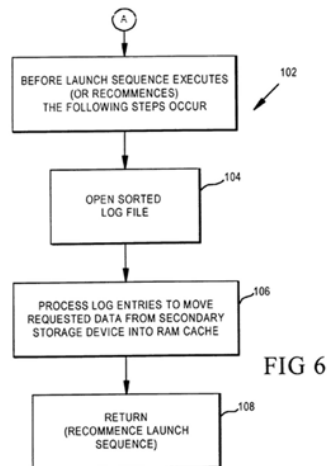 A
BEFORE LAUNCH SEQUENCE EXECUTES
(OR RECOMMENCES)
THE FOLLOWING STEPS OCCUR
102
OPEN SORTED
LOG FILE
104
PROCESS LOG ENTRIES TO MOVE
REQUESTED DATA FROM SECONDARY
STORAGE DEVICE INTO RAM CACHE
106
FIG 6
RETURN
(RECOMMENCE LAUNCH
SEQUENCE)
108